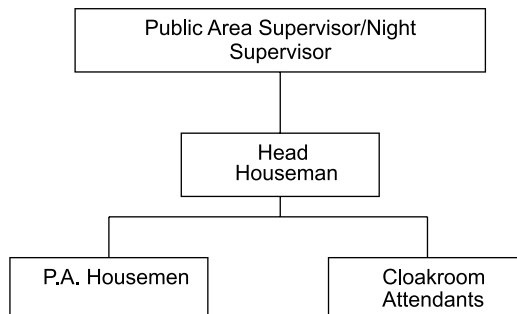 Public Area Supervisor/Night
Supervisor
Head
Houseman
P.A. Housemen
Cloakroom
Attendants